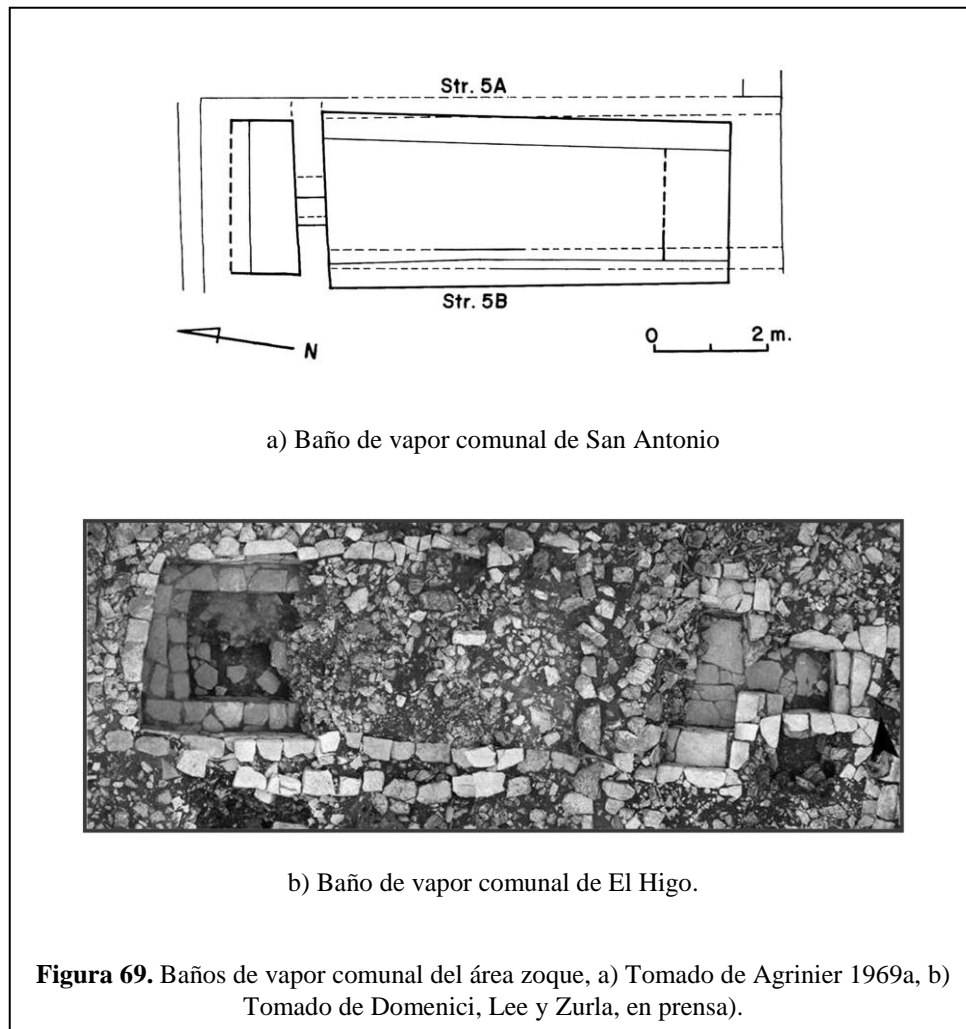 Str. 5A
Str. 5B
N
0 2 m.
a) Baño de vapor comunal de San Antonio
b) Baño de vapor comunal de El Higo.
Figura 69. Baños de vapor comunal del área zoque, a) Tomado de Agrinier 1969a, b)
Tomado de Domenici, Lee y Zurla, en prensa).